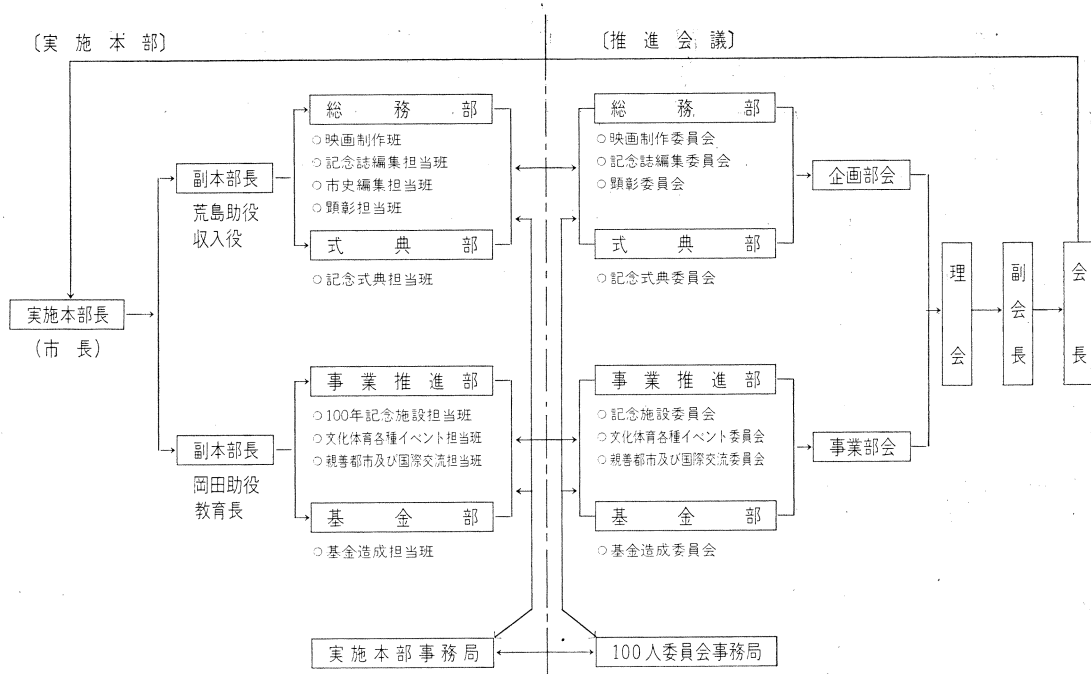 〔実施本部〕
〔推進会議〕
実施本部長
(市長)
副本部長
荒島助役
収入役
総務部
○映画制作班
○記念誌編集担当班
○市史編集担当班
○顕彰担当班
式典部
○記念式典担当班
副本部長
岡田助役
教育長
事業推進部
○100年記念施設担当班
○文化体育各種イベント担当班
○親善都市及び国際交流担当班
基金部
○基金造成担当班
実施本部事務局
総務部
○映画制作委員会
○記念誌編集委員会
○顕彰委員会
式典部
○記念式典委員会
事業推進部
○記念施設委員会
○文化体育各種イベント委員会
○親善都市及び国際交流委員会
基金部
○基金造成委員会
100人委員会事務局
企画部会
事業部会
理会
副会長
会長